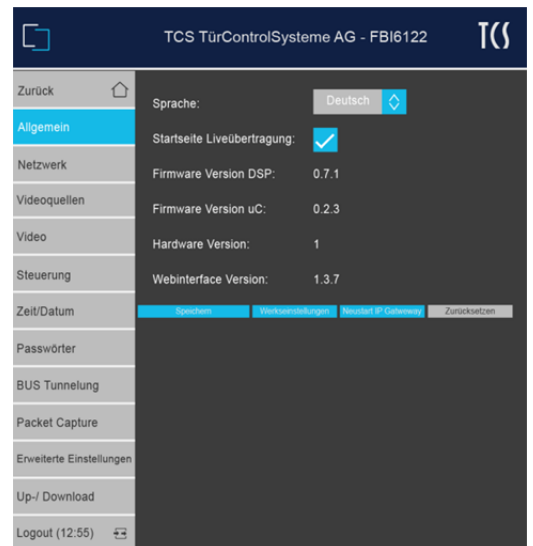 TCS TürControlSysteme AG - FBI6122
TCS
Zurück
Allgemein
Netzwerk
Videoquellen
Video
Steuerung
Zeit/Datum
Passwörter
BUS Tunnelung
Packet Capture
Erweiterte Einstellungen
Up-/ Download
Logout (12:55)
Sprache: Deutsch
Startseite Liveübertragung:
Firmware Version DSP: 0.7.1
Firmware Version uC: 0.2.3
Hardware Version: 1
Webinterface Version: 1.3.7
Speichern Werkseinstellungen Neustart IP Gatweway Zurücksetzen